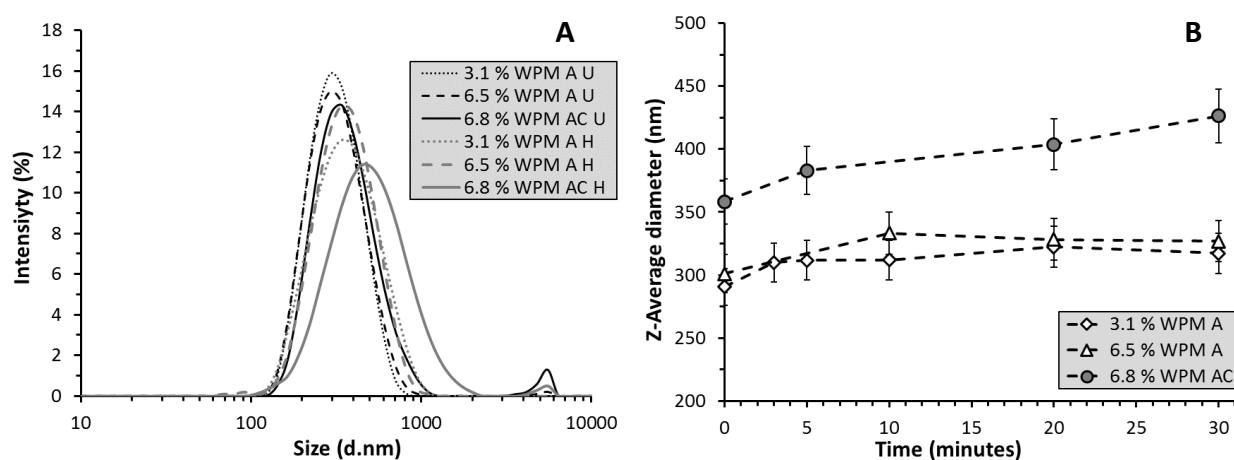 A
Intensiyty (%)
18
16
14
12
10
8
6
4
2
0
10
100
1000
10000
Size (d.nm)
3.1 % WPM A U
6.5 % WPM A U
6.8 % WPM AC U
3.1 % WPM A H
6.5 % WPM A H
6.8 % WPM AC H
B
Z-Average diameter (nm)
500
450
400
350
300
250
200
0
5
10
15
20
25
30
Time (minutes)
3.1 % WPM A
6.5 % WPM A
6.8 % WPM AC